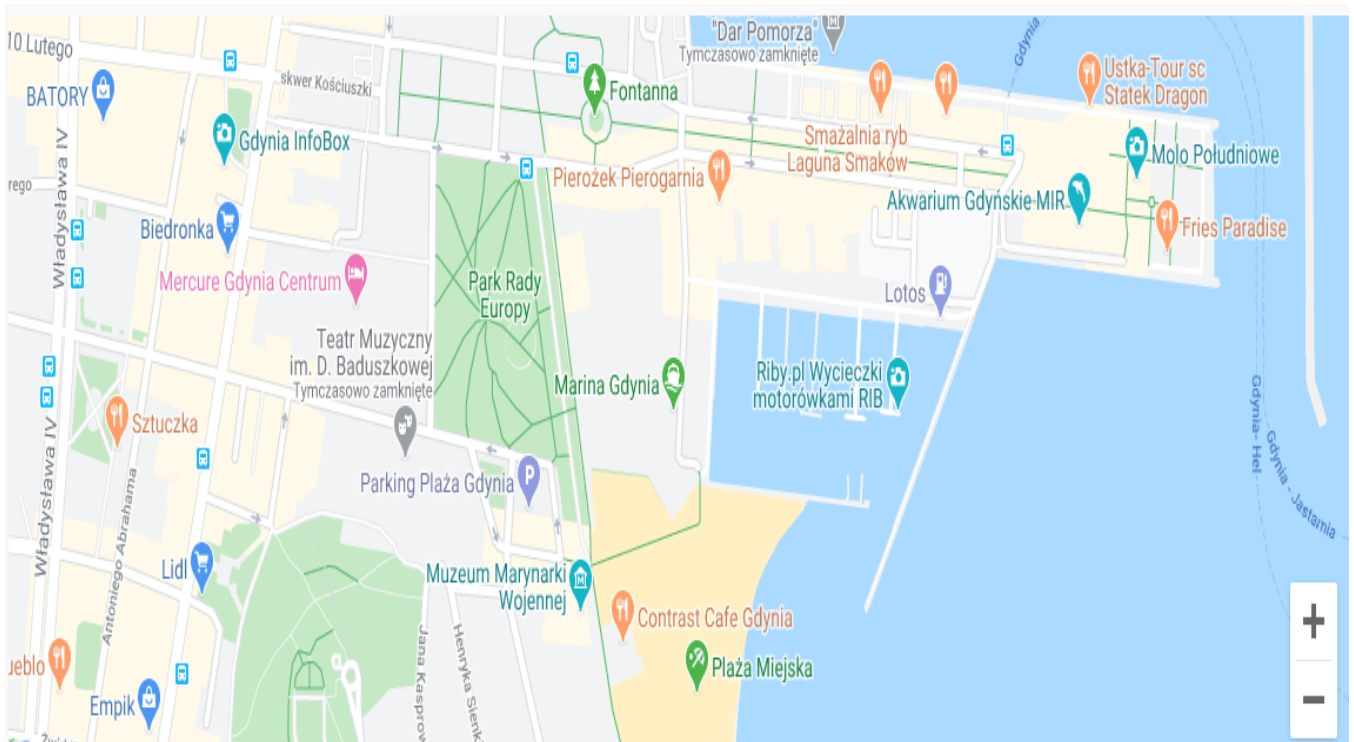 "Dar Pomorza"
Tymczasowo zamknięte
Gdynia
10 Lutego
skwer Kościuszki
BATORY
Fontanna
Ustka-Tour sc
Statek Dragon
Gdynia InfoBox
Smażalnia ryb
Laguna Smaków
Molo Południowe
Władysława IV
rego
Pierożek Pierogarnia
Akwarium Gdyńskie MIR
Biedronka
Fries Paradise
Mercure Gdynia Centrum
Park Rady
Europy
Lotos
Teatr Muzyczny
im. D. Baduszkowej
Tymczasowo zamknięte
Marina Gdynia
Riby.pl Wycieczki
motorówkami RIB
Sztuczka
Gdynia - Hel
Gdynia - Jastarnia
Władysława IV
Parking Plaża Gdynia
P
Antoniego Abrahama
Lidl
Muzeum Marynarki
Wojennej
Contrast Cafe Gdynia
Jana Kasprow
Henryka Sienki
ueblo
Plaża Miejska
Empik
+
−